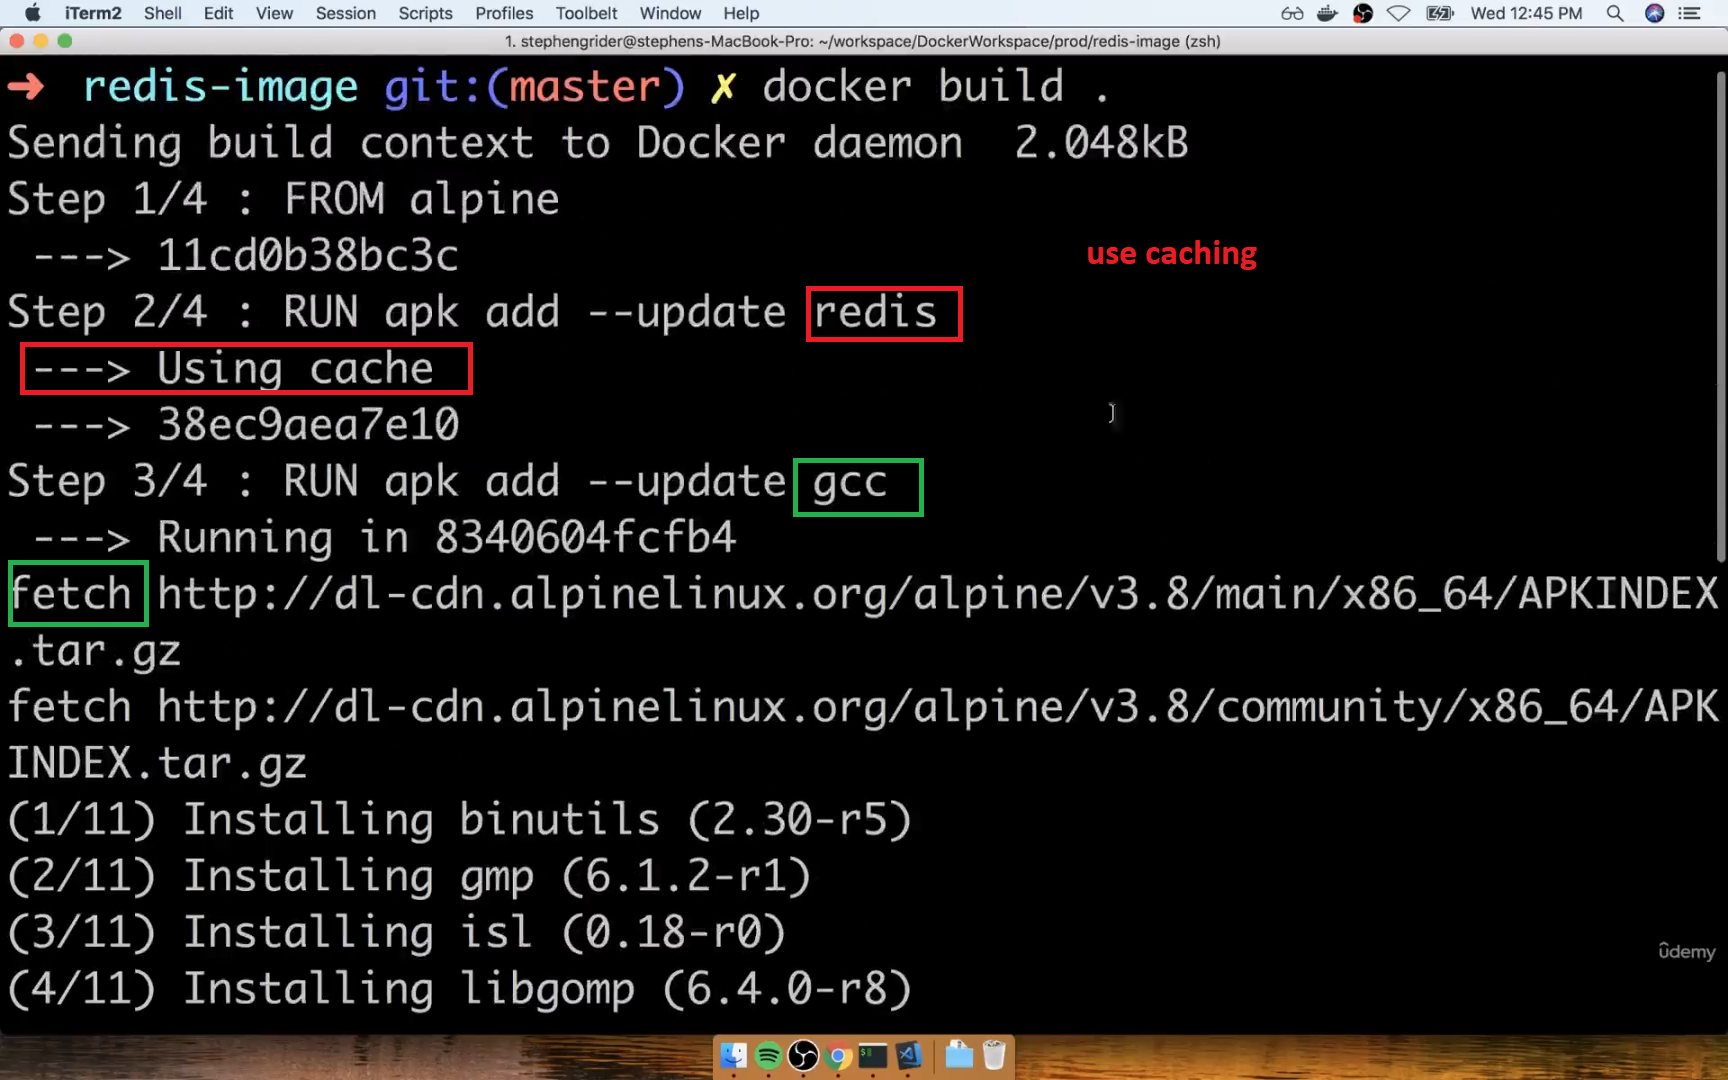 iTerm2 Shell Edit View Session Scripts Profiles Toolbelt Window Help Wed 12:45 PM
1. stephengrider@stephens-MacBook-Pro: ~/workspace/DockerWorkspace/prod/redis-image (zsh)
➜ redis-image git:(master) ✗ docker build .
Sending build context to Docker daemon 2.048kB
Step 1/4 : FROM alpine
---> 11cd0b38bc3c
use caching
Step 2/4 : RUN apk add --update redis
---> Using cache
---> 38ec9aea7e10
Step 3/4 : RUN apk add --update gcc
---> Running in 8340604fcfb4
fetch http://dl-cdn.alpinelinux.org/alpine/v3.8/main/x86_64/APKINDEX
.tar.gz
fetch http://dl-cdn.alpinelinux.org/alpine/v3.8/community/x86_64/APK
INDEX.tar.gz
(1/11) Installing binutils (2.30-r5)
(2/11) Installing gmp (6.1.2-r1)
(3/11) Installing isl (0.18-r0)
ûdemy
(4/11) Installing libgomp (6.4.0-r8)